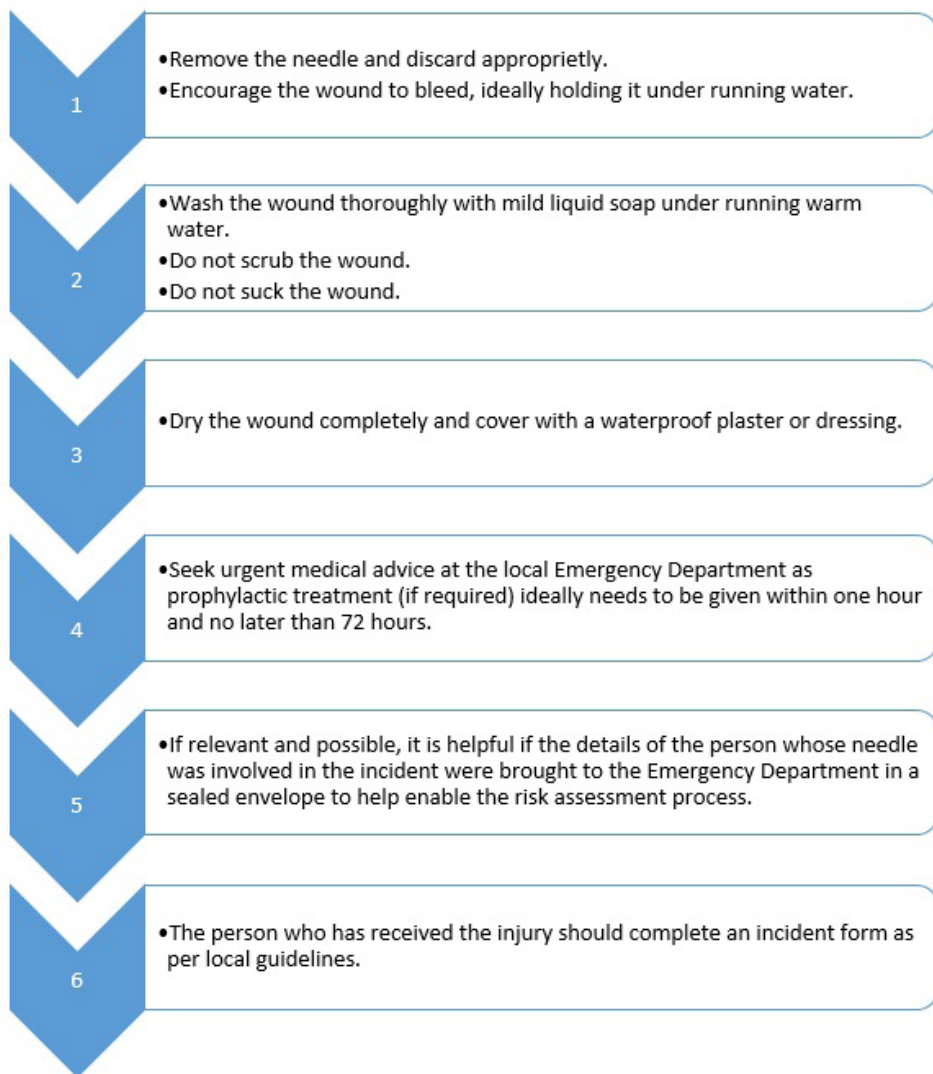 1
•Remove the needle and discard approprietly.
•Encourage the wound to bleed, ideally holding it under running water.
2
•Wash the wound thoroughly with mild liquid soap under running warm
water.
•Do not scrub the wound.
•Do not suck the wound.
3
•Dry the wound completely and cover with a waterproof plaster or dressing.
4
•Seek urgent medical advice at the local Emergency Department as
prophylactic treatment (if required) ideally needs to be given within one hour
and no later than 72 hours.
5
•If relevant and possible, it is helpful if the details of the person whose needle
was involved in the incident were brought to the Emergency Department in a
sealed envelope to help enable the risk assessment process.
6
•The person who has received the injury should complete an incident form as
per local guidelines.